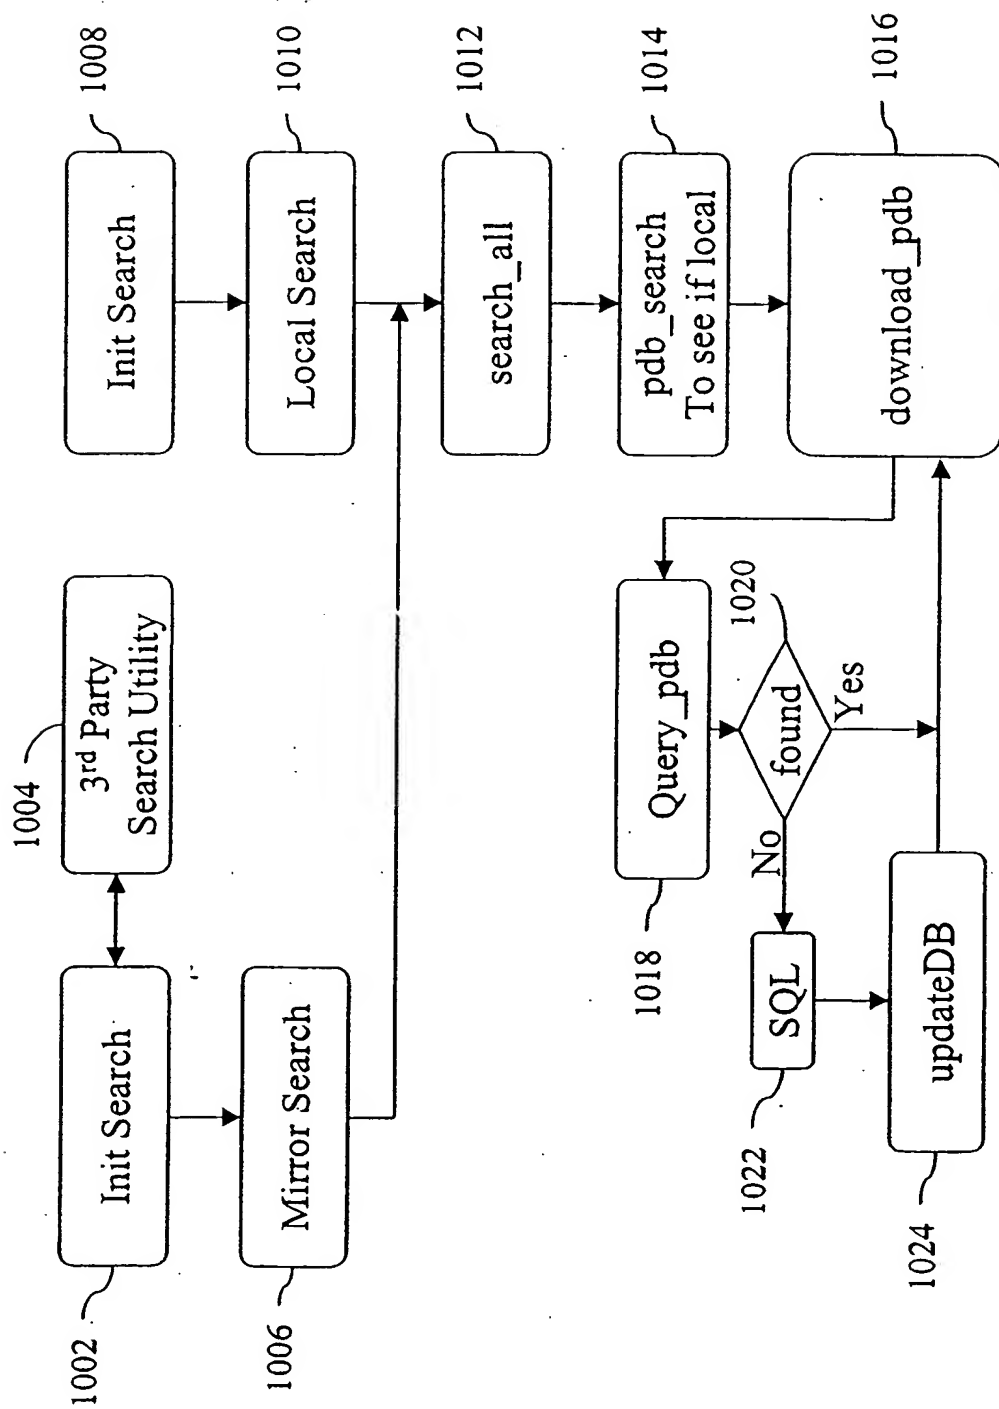 1002
Init Search
1004
3rd Party
Search Utility
Init Search
1008
1006
Mirror Search
Local Search
1010
search_all
1012
pdb_search
To see if local
1014
download_pdb
1016
1018
Query_pdb
found
1020
No
Yes
1022
SQL
1024
updateDB